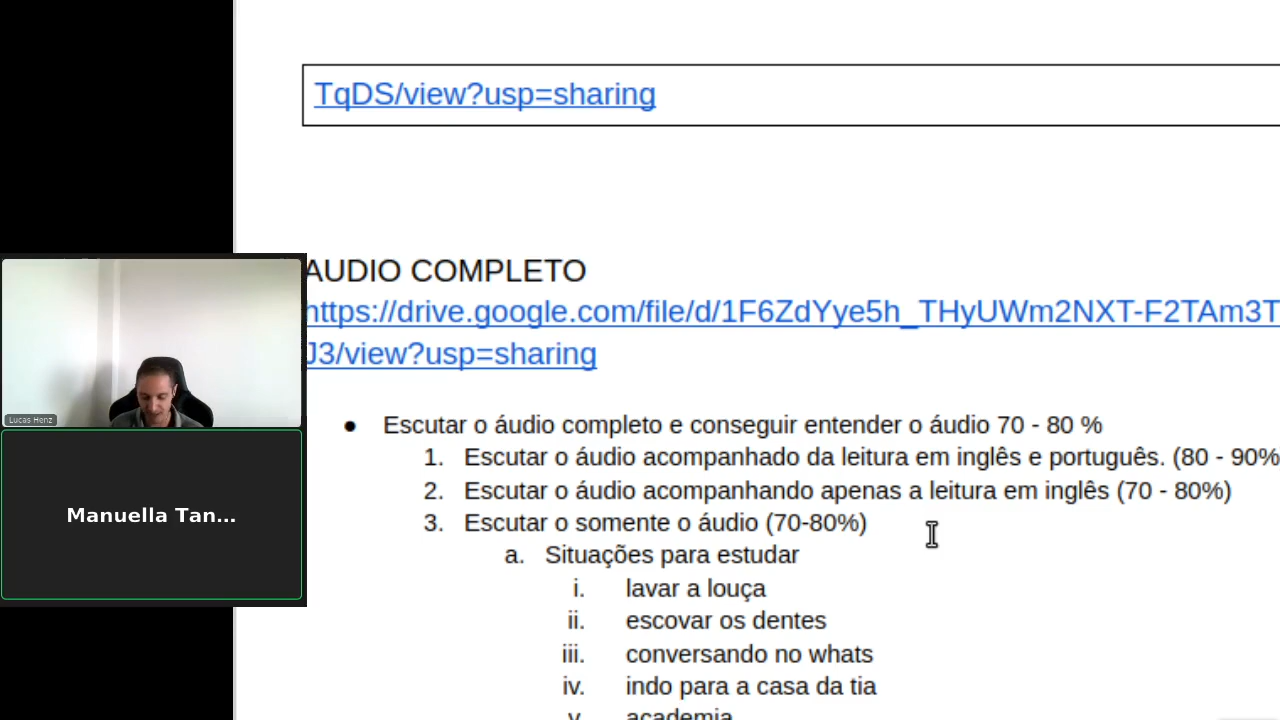 TqDS/view?usp=sharing
AUDIO COMPLETO
https://drive.google.com/file/d/1F6ZdYye5h_THyUWm2NXT-F2TAm3T
J3/view?usp=sharing
● Escutar o áudio completo e conseguir entender o áudio 70 - 80 %
1. Escutar o áudio acompanhado da leitura em inglês e português. (80 - 90%
2. Escutar o áudio acompanhando apenas a leitura em inglês (70 - 80%)
3. Escutar o somente o áudio (70-80%)
a. Situações para estudar
i. lavar a louça
ii. escovar os dentes
iii. conversando no whats
iv. indo para a casa da tia
v. academia
Lucas Henz
Manuella Tan...